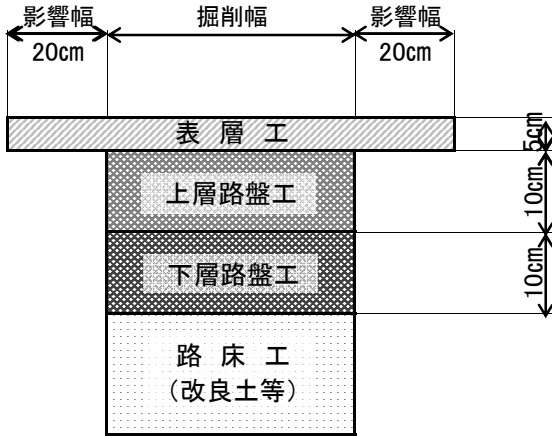 影響幅 掘削幅 影響幅
20cm 20cm
表 層 工
5cm
上層路盤工
10cm
下層路盤工
10cm
路 床 工
(改良土等)